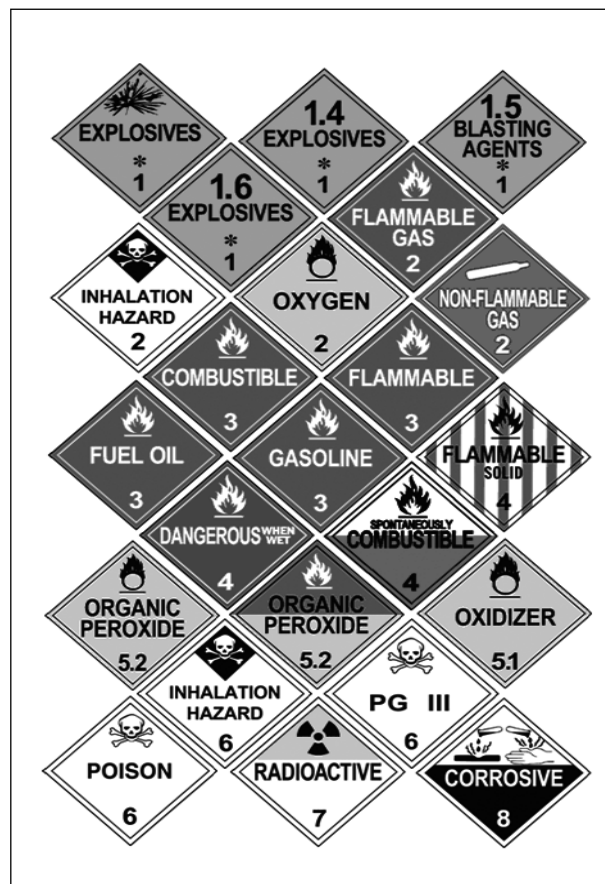 EXPLOSIVES
*
1
1.4
EXPLOSIVES
*
1
1.5
BLASTING
AGENTS
*
1
1.6
EXPLOSIVES
*
1
FLAMMABLE
GAS
2
INHALATION
HAZARD
2
OXYGEN
2
NON-FLAMMABLE
GAS
2
COMBUSTIBLE
3
FLAMMABLE
3
FUEL OIL
3
GASOLINE
3
FLAMMABLE
SOLID
4
DANGEROUS WHEN
WET
4
SPONTANEOUSLY
COMBUSTIBLE
4
ORGANIC
PEROXIDE
5.2
ORGANIC
PEROXIDE
5.2
OXIDIZER
5.1
INHALATION
HAZARD
6
PG III
6
POISON
6
RADIOACTIVE
7
CORROSIVE
8